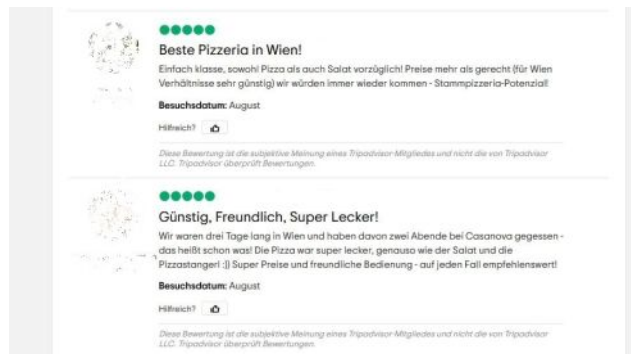 Beste Pizzeria in Wien!
Einfach klasse, sowohl Pizza als auch Salat vorzüglich! Preise mehr als gerecht (für Wien
Verhältnisse sehr günstig) wir würden immer wieder kommen - Stammpizzeria-Potenzial!
Besuchsdatum: August
Hilfreich?
Diese Bewertung ist die subjektive Meinung eines Tripadvisor-Mitgliedes und nicht die von Tripadvisor
LLC. Tripadvisor überprüft Bewertungen.
Günstig, Freundlich, Super Lecker!
Wir waren drei Tage lang in Wien und haben davon zwei Abende bei Casanova gegessen -
das heißt schon was! Die Pizza war super lecker, genauso wie der Salat und die
Pizzastangerl :)) Super Preise und freundliche Bedienung - auf jeden Fall empfehlenswert!
Besuchsdatum: August
Hilfreich?
Diese Bewertung ist die subjektive Meinung eines Tripadvisor-Mitgliedes und nicht die von Tripadvisor
LLC. Tripadvisor überprüft Bewertungen.